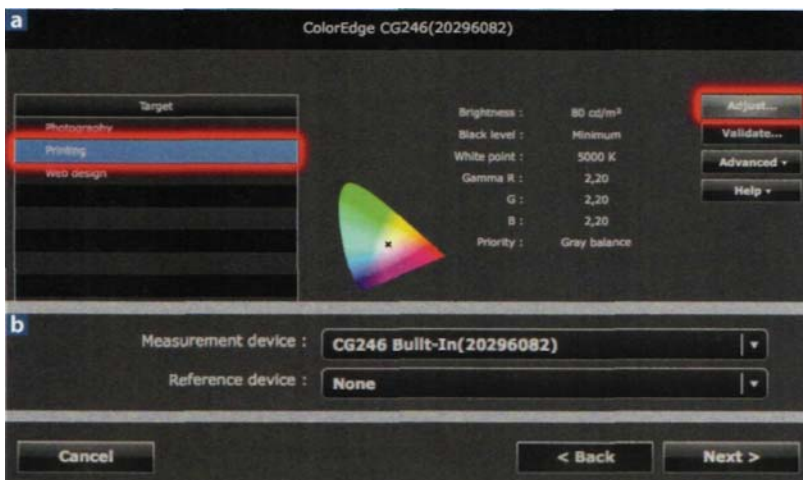 a
ColorEdge CG246(20296082)
Target
Photography
Printing
Web design
Brightness : 80 cd/m²
Black level : Minimum
White point : 5000 K
Gamma R : 2,20
G : 2,20
B : 2,20
Priority : Gray balance
Adjust...
Validate...
Advanced
Help
b
Measurement device : CG246 Built-In(20296082)
Reference device : None
Cancel
< Back
Next >